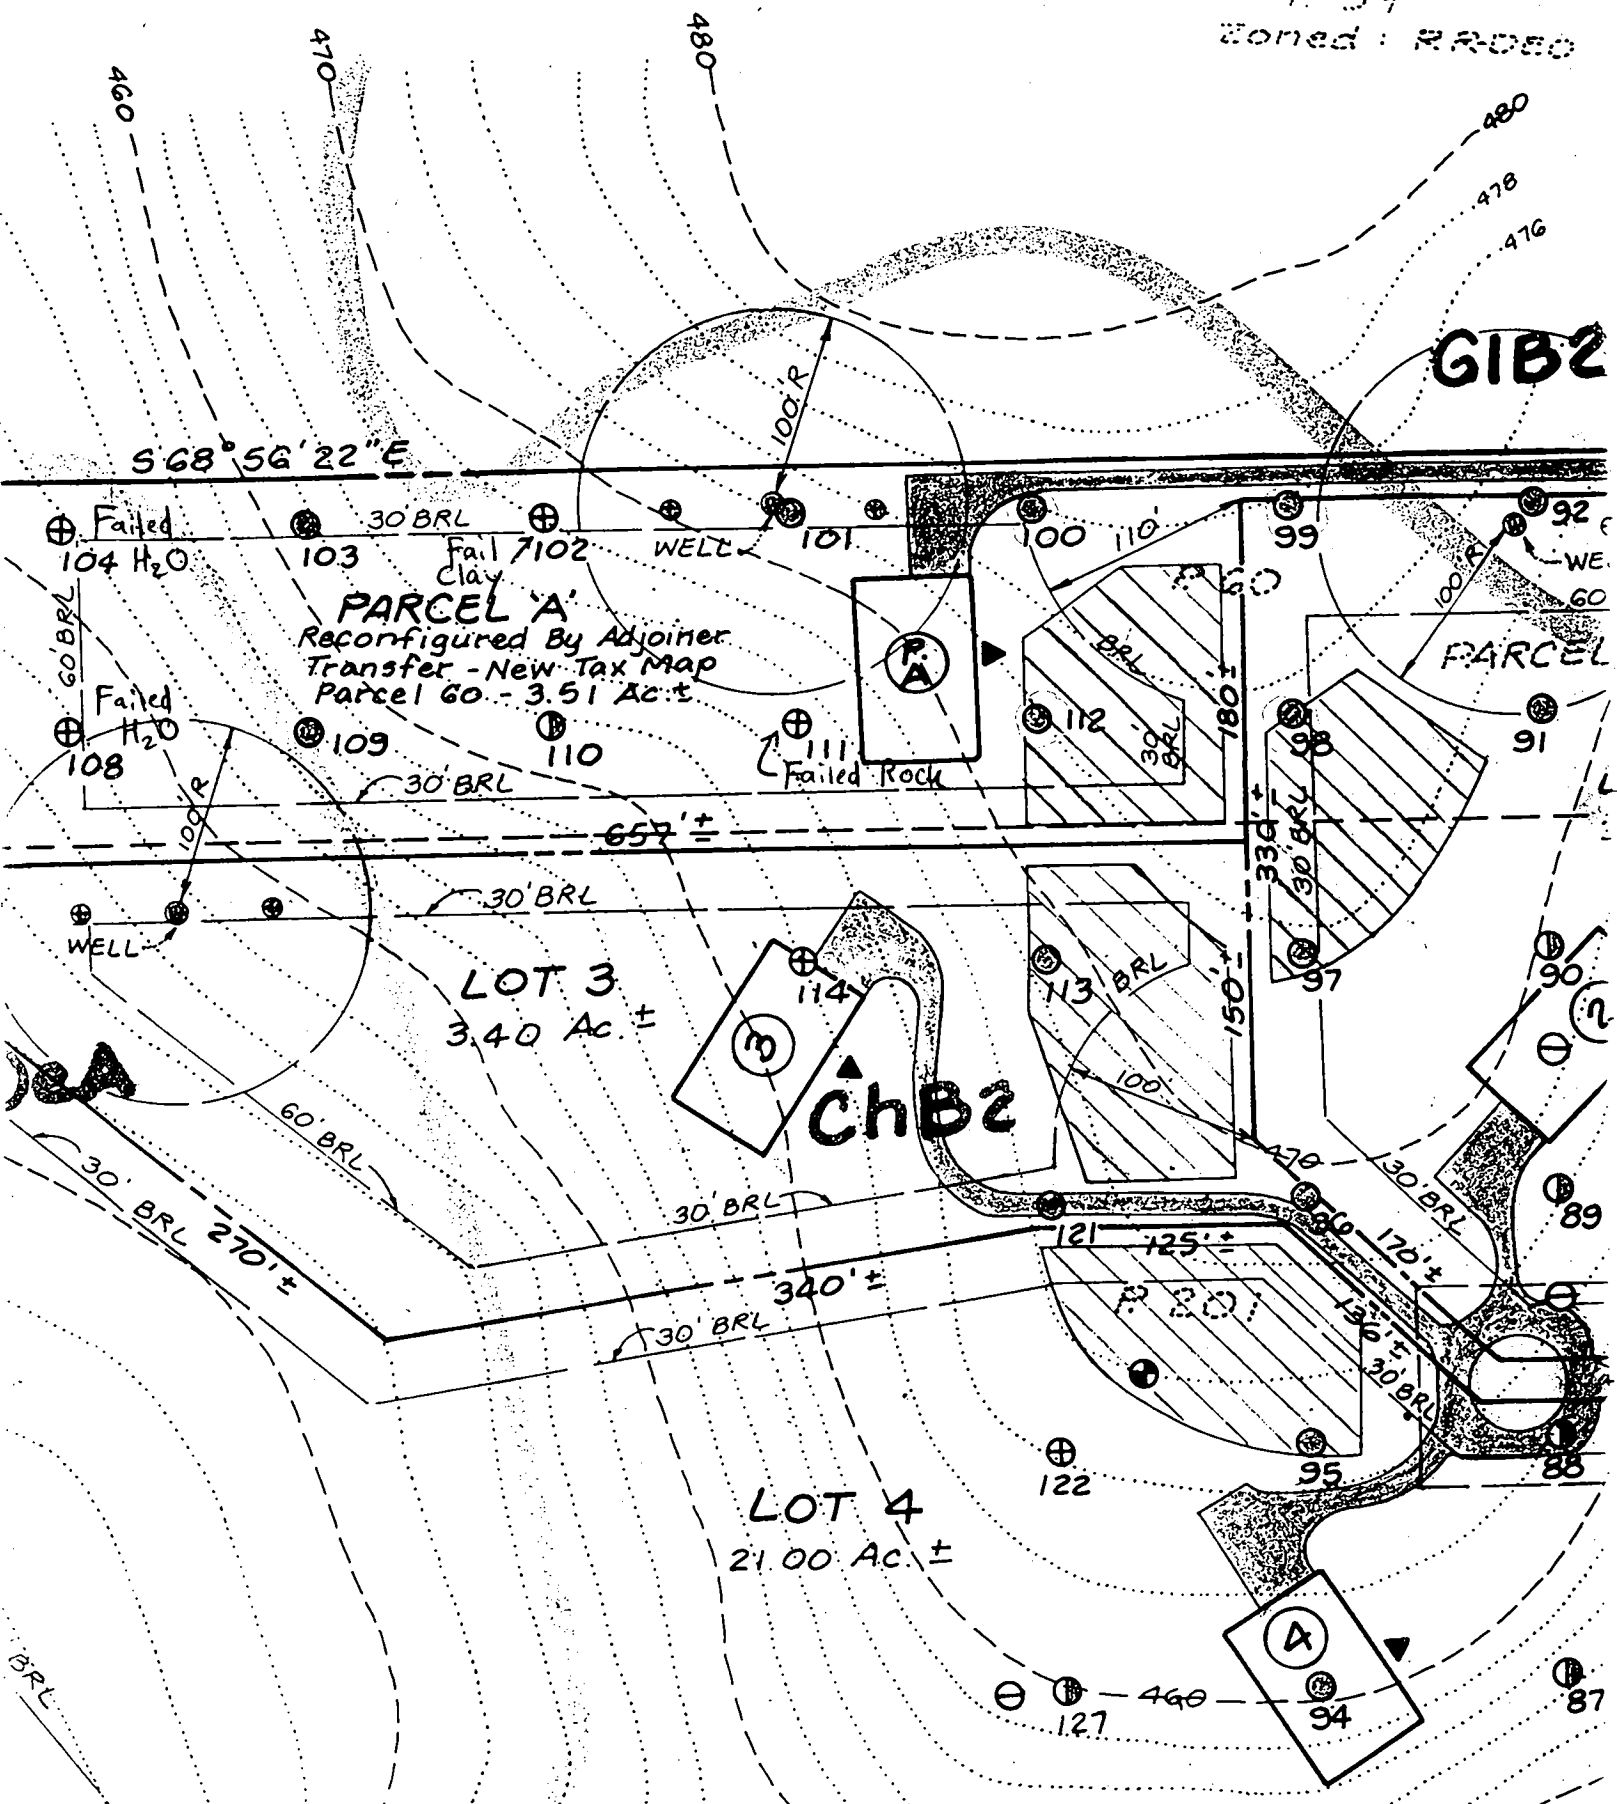 Zoned : RR-DEO
460
470
480
480
478
476
GIB2
100'R
S 68° 56' 22" E
Failed
104 H2O
103
30' BRL
Fail
Clay
102
WELL
101
100
110'
99
92
100'R
60
60' BRL
PARCEL 'A'
Reconfigured By Adjoiner
Transfer - New Tax Map
Parcel 60 - 3.51 Ac.±
P.
A
BRL
180'±
PARCEL
Failed
H2O
108
109
110
111
Failed Rock
112
30'
BRL
98
91
100'R
30' BRL
657'±
330'±
30' BRL
30' BRL
WELL
LOT 3
3.40 Ac. ±
114
3
113
BRL
150'±
97
90
2
ChB2
100'
470
60' BRL
30' BRL
270'±
30' BRL
340'±
30' BRL
121
125'±
96
170'±
30' BRL
89
P 201
136'±
30' BRL
122
95
88
LOT 4
21.00 Ac. ±
4
94
127
460
87
BRL